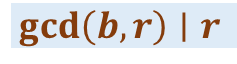 gcd(b,r) | r